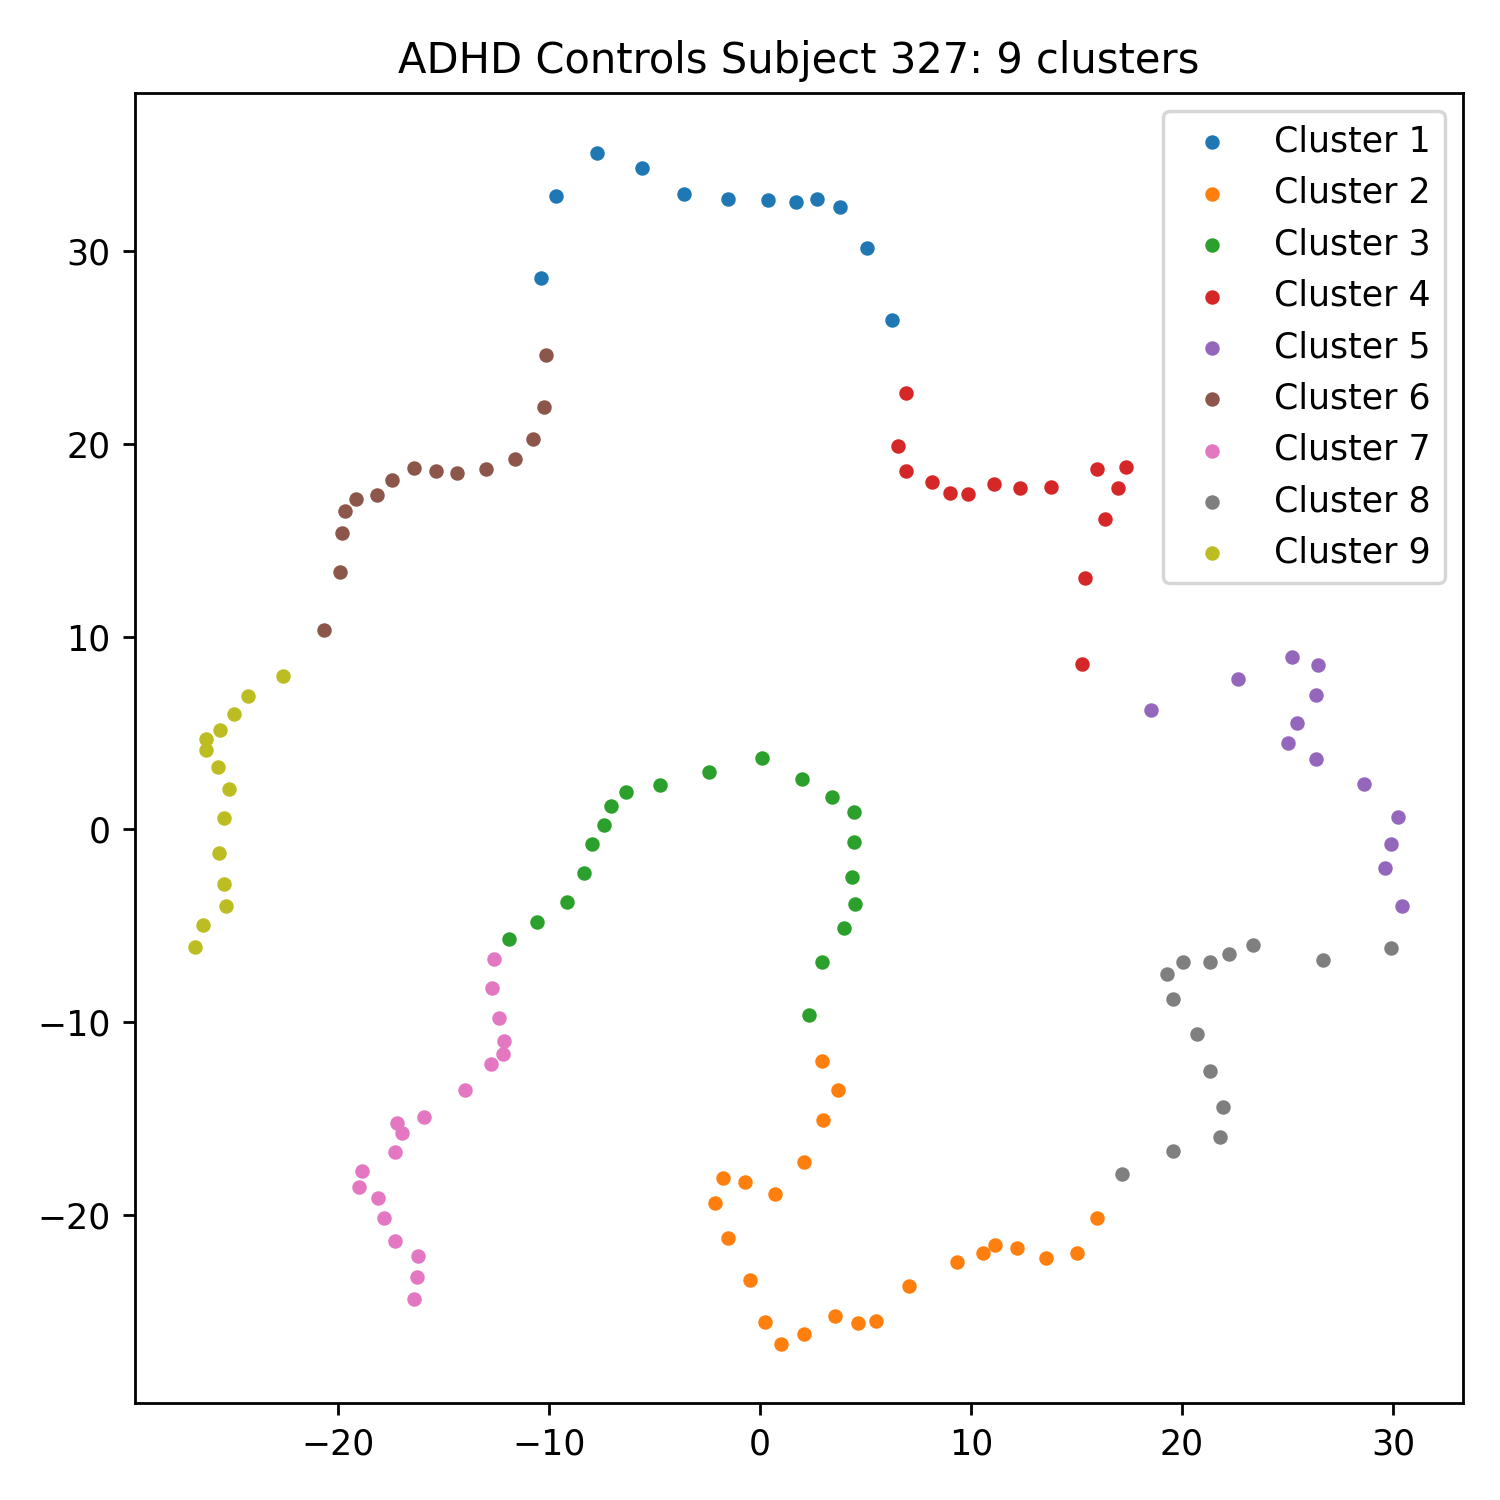 ADHD Controls Subject 327: 9 clusters
Cluster 1
Cluster 2
Cluster 3
Cluster 4
Cluster 5
Cluster 6
Cluster 7
Cluster 8
Cluster 9
30
20
10
0
−10
−20
−20 −10 0 10 20 30